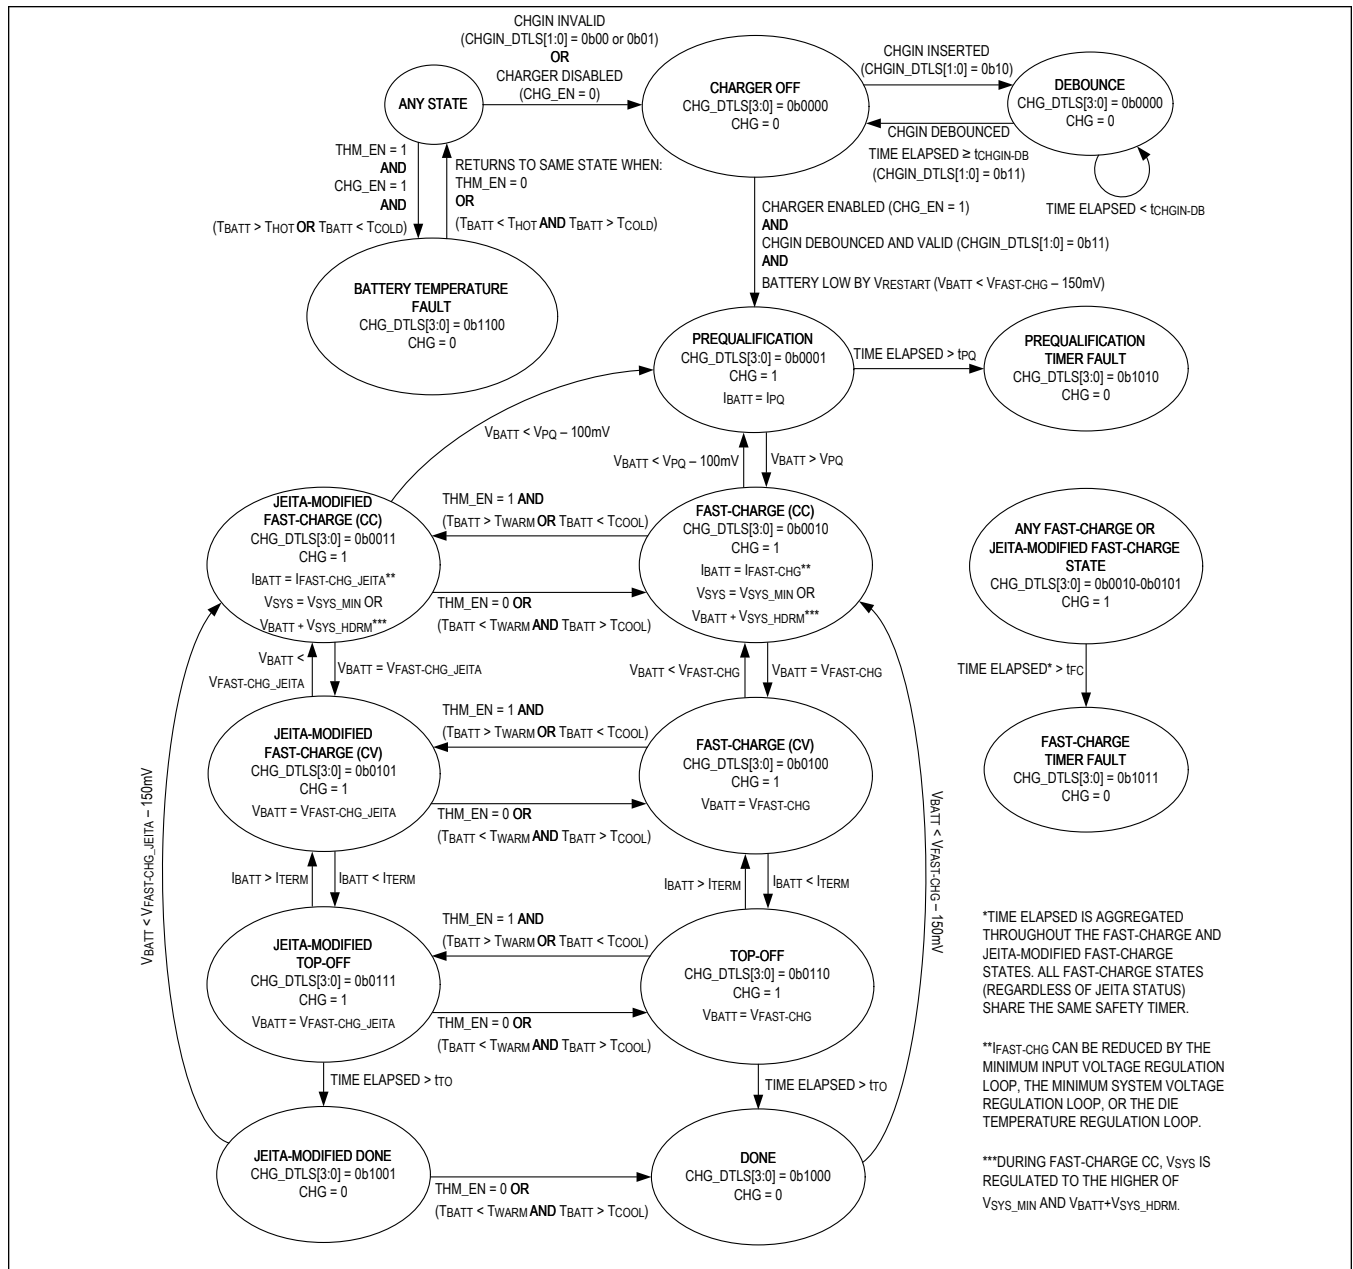 CHGIN INVALID
(CHGIN_DTLS[1:0] = 0b00 or 0b01)
OR
CHARGER DISABLED
(CHG_EN = 0)
ANY STATE
CHARGER OFF
CHG_DTLS[3:0] = 0b0000
CHG = 0
CHGIN INSERTED
(CHGIN_DTLS[1:0] = 0b10)
DEBOUNCE
CHG_DTLS[3:0] = 0b0000
CHG = 0
CHGIN DEBOUNCED
TIME ELAPSED ≥ tCHGIN-DB
(CHGIN_DTLS[1:0] = 0b11)
TIME ELAPSED < tCHGIN-DB
THM_EN = 1
AND
CHG_EN = 1
AND
(TBATT > THOT OR TBATT < TCOLD)
RETURNS TO SAME STATE WHEN:
THM_EN = 0
OR
(TBATT < THOT AND TBATT > TCOLD)
CHARGER ENABLED (CHG_EN = 1)
AND
CHGIN DEBOUNCED AND VALID (CHGIN_DTLS[1:0] = 0b11)
AND
BATTERY LOW BY VRESTART (VBATT < VFAST-CHG – 150mV)
BATTERY TEMPERATURE
FAULT
CHG_DTLS[3:0] = 0b1100
CHG = 0
PREQUALIFICATION
CHG_DTLS[3:0] = 0b0001
CHG = 1
IBATT = IPQ
TIME ELAPSED > tPQ
PREQUALIFICATION
TIMER FAULT
CHG_DTLS[3:0] = 0b1010
CHG = 0
VBATT < VPQ – 100mV
VBATT < VPQ – 100mV
VBATT > VPQ
JEITA-MODIFIED
FAST-CHARGE (CC)
CHG_DTLS[3:0] = 0b0011
CHG = 1
IBATT = IFAST-CHG_JEITA**
VSYS = VSYS_MIN OR
VBATT + VSYS_HDRM***
THM_EN = 1 AND
(TBATT > TWARM OR TBATT < TCOOL)
THM_EN = 0 OR
(TBATT < TWARM AND TBATT > TCOOL)
FAST-CHARGE (CC)
CHG_DTLS[3:0] = 0b0010
CHG = 1
IBATT = IFAST-CHG**
VSYS = VSYS_MIN OR
VBATT + VSYS_HDRM***
ANY FAST-CHARGE OR
JEITA-MODIFIED FAST-CHARGE
STATE
CHG_DTLS[3:0] = 0b0010-0b0101
CHG = 1
TIME ELAPSED* > tFC
FAST-CHARGE
TIMER FAULT
CHG_DTLS[3:0] = 0b1011
CHG = 0
VBATT <
VFAST-CHG_JEITA
VBATT = VFAST-CHG_JEITA
VBATT < VFAST-CHG
VBATT = VFAST-CHG
JEITA-MODIFIED
FAST-CHARGE (CV)
CHG_DTLS[3:0] = 0b0101
CHG = 1
VBATT = VFAST-CHG_JEITA
THM_EN = 1 AND
(TBATT > TWARM OR TBATT < TCOOL)
THM_EN = 0 OR
(TBATT < TWARM AND TBATT > TCOOL)
FAST-CHARGE (CV)
CHG_DTLS[3:0] = 0b0100
CHG = 1
VBATT = VFAST-CHG
VBATT < VFAST-CHG_JEITA – 150mV
VBATT < VFAST-CHG – 150mV
IBATT > ITERM
IBATT < ITERM
IBATT > ITERM
IBATT < ITERM
JEITA-MODIFIED
TOP-OFF
CHG_DTLS[3:0] = 0b0111
CHG = 1
VBATT = VFAST-CHG_JEITA
THM_EN = 1 AND
(TBATT > TWARM OR TBATT < TCOOL)
THM_EN = 0 OR
(TBATT < TWARM AND TBATT > TCOOL)
TOP-OFF
CHG_DTLS[3:0] = 0b0110
CHG = 1
VBATT = VFAST-CHG
TIME ELAPSED > tTO
TIME ELAPSED > tTO
JEITA-MODIFIED DONE
CHG_DTLS[3:0] = 0b1001
CHG = 0
THM_EN = 0 OR
(TBATT < TWARM AND TBATT > TCOOL)
DONE
CHG_DTLS[3:0] = 0b1000
CHG = 0
*TIME ELAPSED IS AGGREGATED
THROUGHOUT THE FAST-CHARGE AND
JEITA-MODIFIED FAST-CHARGE
STATES. ALL FAST-CHARGE STATES
(REGARDLESS OF JEITA STATUS)
SHARE THE SAME SAFETY TIMER.
**IFAST-CHG CAN BE REDUCED BY THE
MINIMUM INPUT VOLTAGE REGULATION
LOOP, THE MINIMUM SYSTEM VOLTAGE
REGULATION LOOP, OR THE DIE
TEMPERATURE REGULATION LOOP.
***DURING FAST-CHARGE CC, VSYS IS
REGULATED TO THE HIGHER OF
VSYS_MIN AND VBATT+VSYS_HDRM.